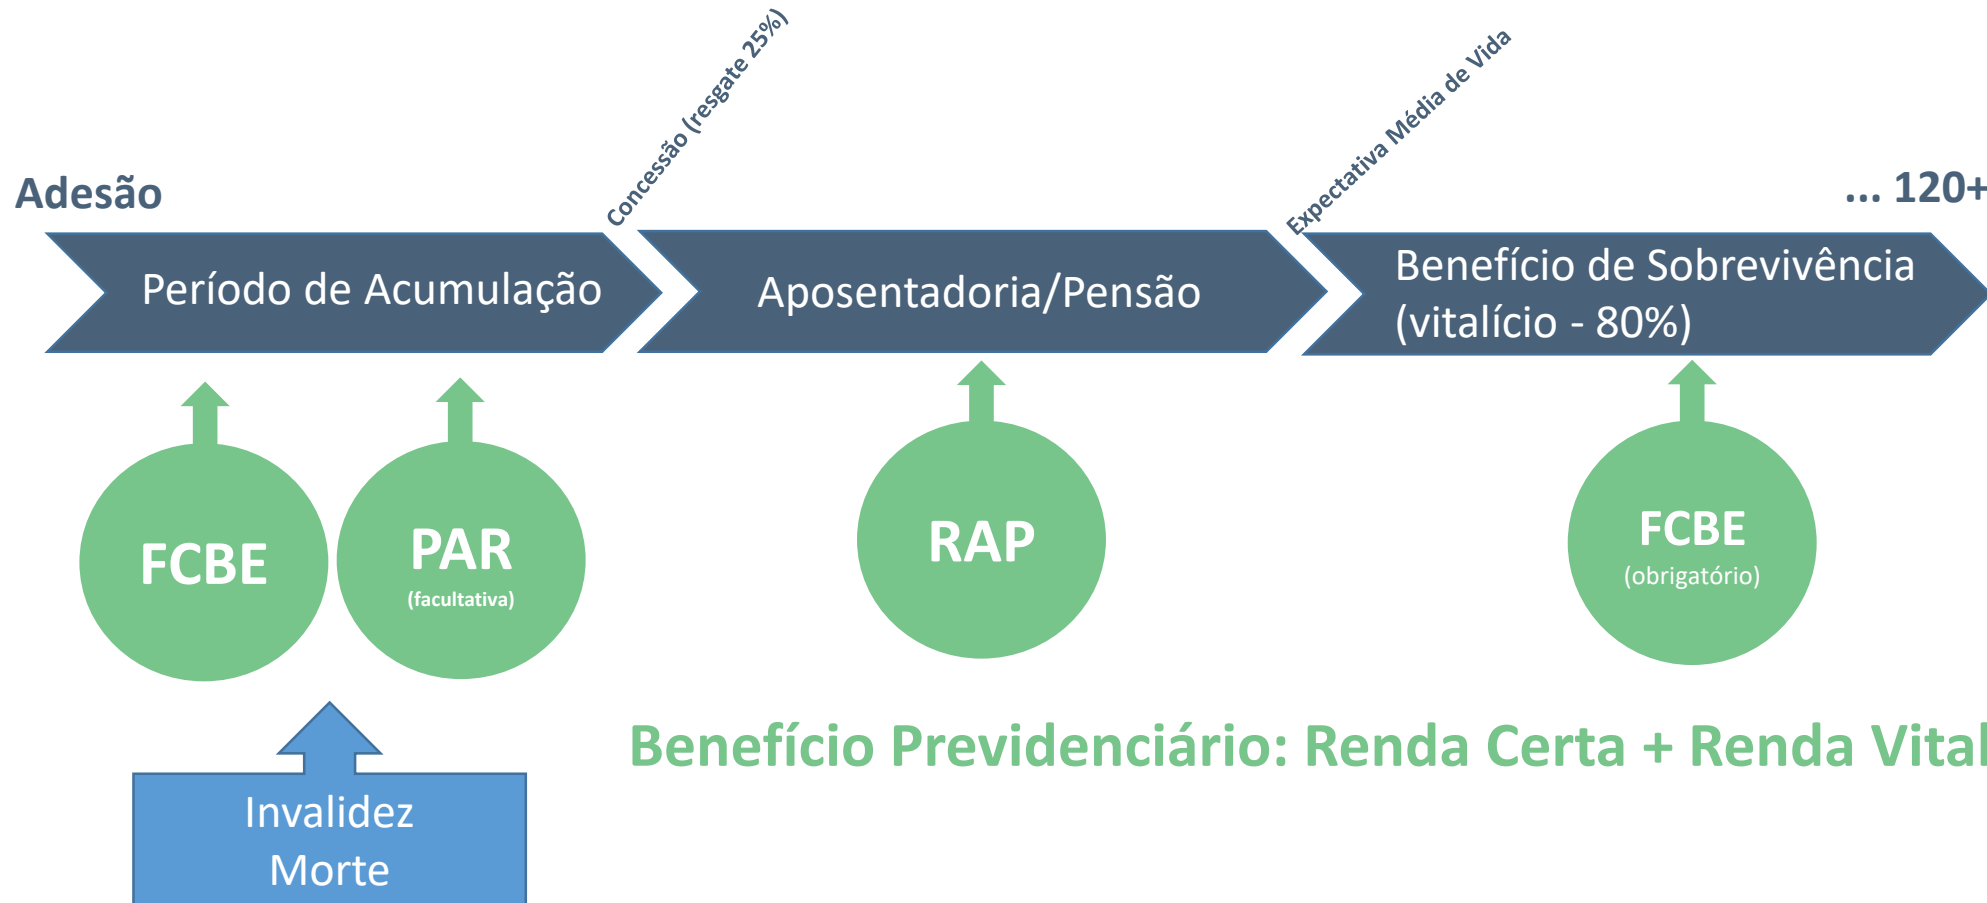 Concessão (resgate 25%)
Expectativa Média de Vida
Adesão
... 120+
Período de Acumulação
Aposentadoria/Pensão
Benefício de Sobrevivência
(vitalício - 80%)
FCBE
PAR
(facultativa)
RAP
FCBE
(obrigatório)
Benefício Previdenciário: Renda Certa + Renda Vital
Invalidez
Morte